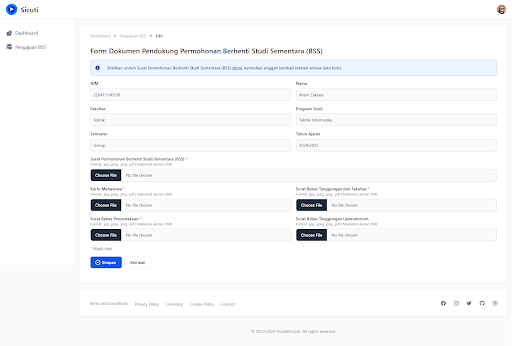 Sicuti
Dashboard
Pengajuan BSS
Dashboard > Pengajuan BSS > Edit
Form Dokumen Pendukung Permohonan Berhenti Studi Sementara (BSS)
Silahkan unduh Surat Permohonan Berhenti Studi Sementara (BSS) disini, kemudian unggah kembali setelah semua data terisi.
NIM Nama
Ilham Zakaria
Fakultas Program Studi
Teknik Teknik Informatika
Semester Tahun Ajaran
Genap 2024/2025
Surat Permohonan Berhenti Studi Sementara (BSS) *
Format: .jpg, .jpeg, .png, .pdf | Maksimal ukuran 2MB
Choose File No file chosen
Kartu Mahasiswa * Surat Bebas Tanggungan dari Fakultas *
Format: .jpg, .jpeg, .png, .pdf | Maksimal ukuran 2MB Format: .jpg, .jpeg, .png, .pdf | Maksimal ukuran 2MB
Choose File No file chosen Choose File No file chosen
Surat Bebas Perpustakaan * Surat Bebas Tanggungan Laboratorium
Format: .jpg, .jpeg, .png, .pdf | Maksimal ukuran 2MB Format: .jpg, .jpeg, .png, .pdf | Maksimal ukuran 2MB
Choose File No file chosen Choose File No file chosen
* Wajib diisi
Simpan Kembali
Terms and conditions Privacy Policy Licensing Cookie Policy Contact
© 2019-2023 All rights reserved.